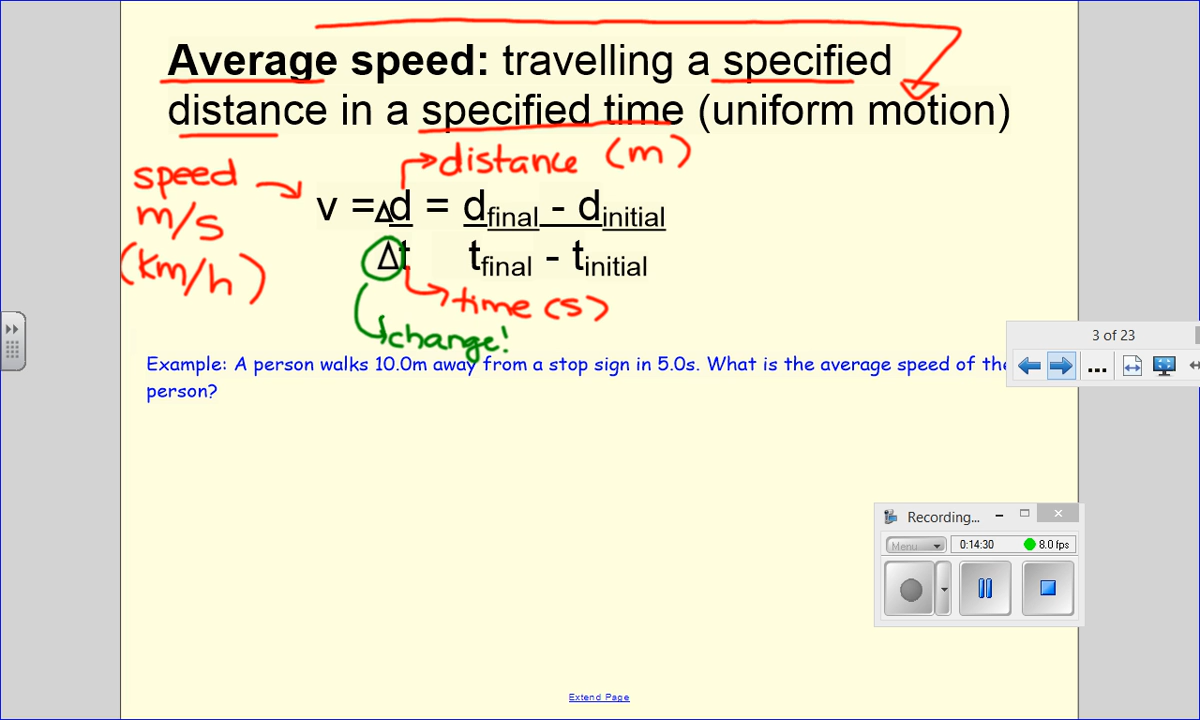 Average speed: travelling a specified
distance in a specified time (uniform motion)
distance (m)
speed
m/s
(km/h)
v =Δd = dfinal - dinitial
Δt tfinal - tinitial
time (s)
change!
Example: A person walks 10.0m away from a stop sign in 5.0s. What is the average speed of the
person?
3 of 23
...
Recording...
Menu
0:14:30
8.0 fps
Extend Page